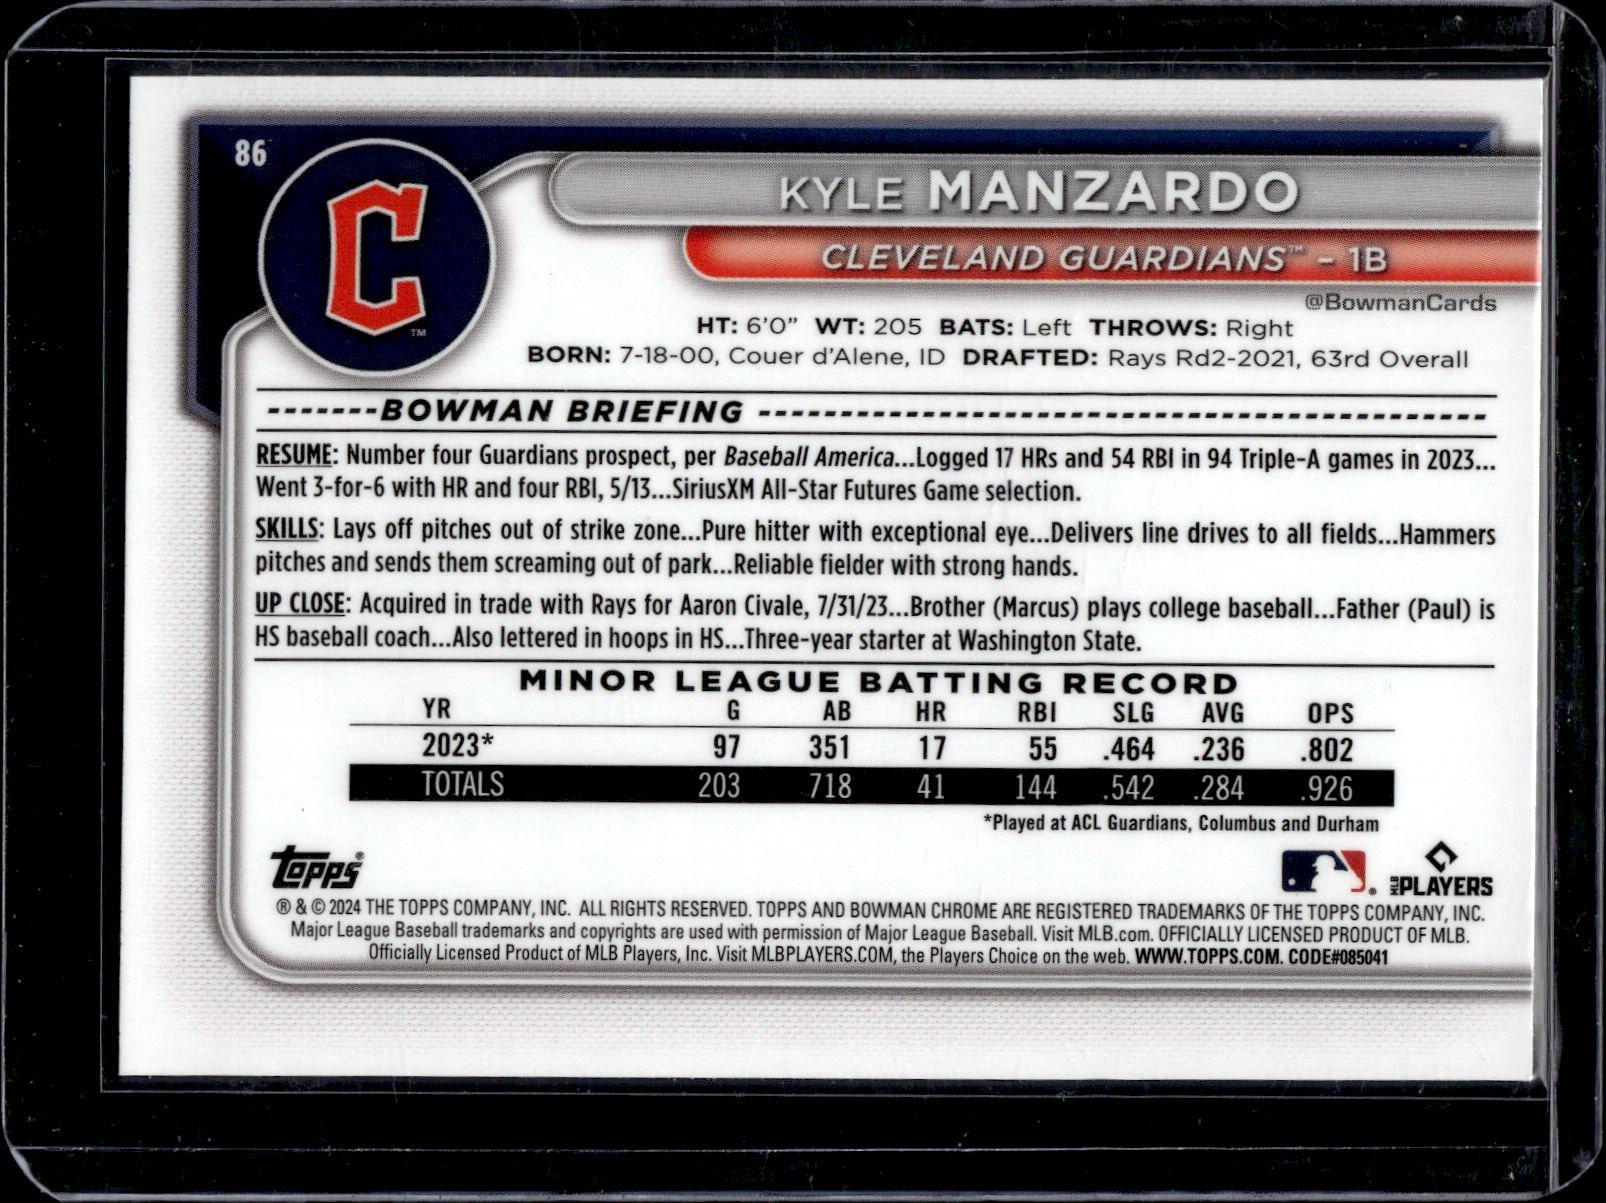 86
C
TM
KYLE MANZARDO
CLEVELAND GUARDIANS™ - 1B
@BowmanCards
HT: 6'0" WT: 205 BATS: Left THROWS: Right
BORN: 7-18-00, Couer d'Alene, ID DRAFTED: Rays Rd2-2021, 63rd Overall
-------BOWMAN BRIEFING ---------------------------------------------
RESUME: Number four Guardians prospect, per Baseball America...Logged 17 HRs and 54 RBI in 94 Triple-A games in 2023...
Went 3-for-6 with HR and four RBI, 5/13...SiriusXM All-Star Futures Game selection.
SKILLS: Lays off pitches out of strike zone...Pure hitter with exceptional eye...Delivers line drives to all fields...Hammers
pitches and sends them screaming out of park...Reliable fielder with strong hands.
UP CLOSE: Acquired in trade with Rays for Aaron Civale, 7/31/23...Brother (Marcus) plays college baseball...Father (Paul) is
HS baseball coach...Also lettered in hoops in HS...Three-year starter at Washington State.
MINOR LEAGUE BATTING RECORD
YR G AB HR RBI SLG AVG OPS
2023* 97 351 17 55 .464 .236 .802
TOTALS 203 718 41 144 .542 .284 .926
*Played at ACL Guardians, Columbus and Durham
Topps®
®
MLB PLAYERS
® & © 2024 THE TOPPS COMPANY, INC. ALL RIGHTS RESERVED. TOPPS AND BOWMAN CHROME ARE REGISTERED TRADEMARKS OF THE TOPPS COMPANY, INC.
Major League Baseball trademarks and copyrights are used with permission of Major League Baseball. Visit MLB.com. OFFICIALLY LICENSED PRODUCT OF MLB.
Officially Licensed Product of MLB Players, Inc. Visit MLBPLAYERS.COM, the Players Choice on the web. WWW.TOPPS.COM. CODE#085041